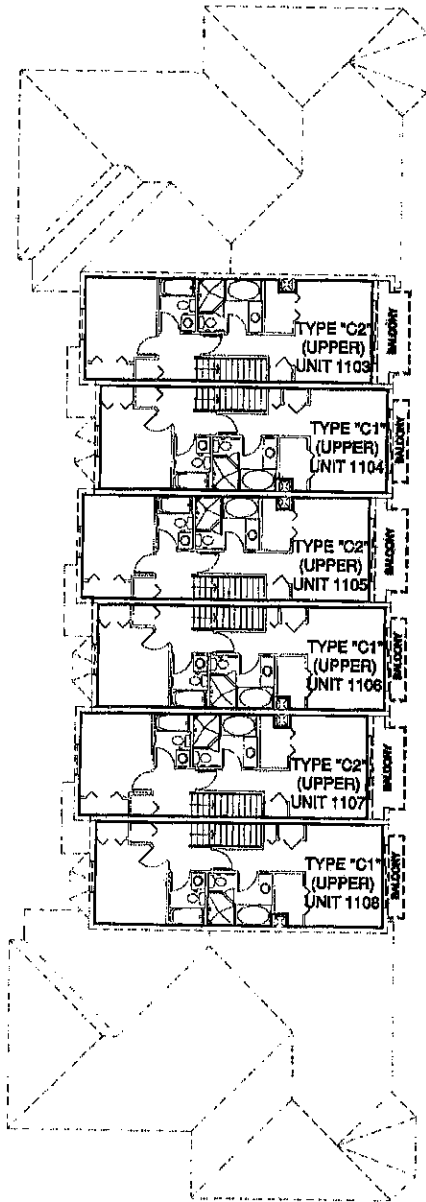 TYPE "C2"
(UPPER)
UNIT 1103
BALCONY
TYPE "C1"
(UPPER)
UNIT 1104
BALCONY
TYPE "C2"
(UPPER)
UNIT 1105
BALCONY
TYPE "C1"
(UPPER)
UNIT 1106
BALCONY
TYPE "C2"
(UPPER)
UNIT 1107
BALCONY
TYPE "C1"
(UPPER)
UNIT 1108
BALCONY